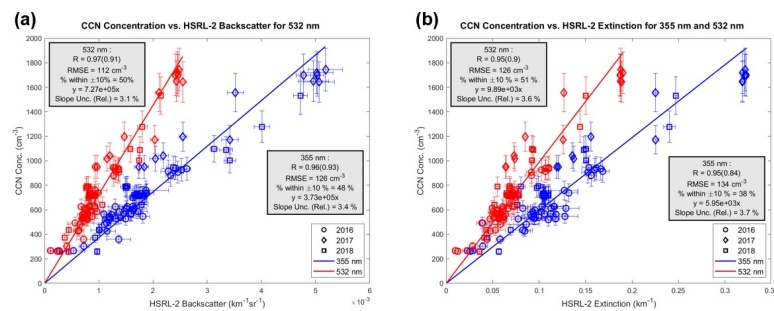 (a)
CCN Concentration vs. HSRL-2 Backscatter for 532 nm
532 nm :
R = 0.97(0.91)
RMSE = 112 cm-3
% within ±10% = 50%
y = 7.27e+05x
Slope Unc. (Rel.) = 3.1 %
355 nm :
R = 0.96(0.93)
RMSE = 126 cm-3
% within ±10 % = 48 %
y = 3.73e+05x
Slope Unc. (Rel.) = 3.4 %
2016
2017
2018
355 nm
532 nm
CCN Conc. (cm-3)
2000
1800
1600
1400
1200
1000
800
600
400
200
0
0 1 2 3 4 5 6
×10-3
HSRL-2 Backscatter (km-1sr-1)
(b)
CCN Concentration vs. HSRL-2 Extinction for 355 nm and 532 nm
532 nm :
R = 0.95(0.9)
RMSE = 126 cm-3
% within ±10 % = 51 %
y = 9.89e+03x
Slope Unc. (Rel.) = 3.6 %
355 nm :
R = 0.95(0.84)
RMSE = 134 cm-3
% within ±10 % = 38 %
y = 5.95e+03x
Slope Unc. (Rel.) = 3.7 %
2016
2017
2018
355 nm
532 nm
CCN Conc. (cm-3)
2000
1800
1600
1400
1200
1000
800
600
400
200
0
0 0.05 0.1 0.15 0.2 0.25 0.3 0.3
HSRL-2 Extinction (km-1)